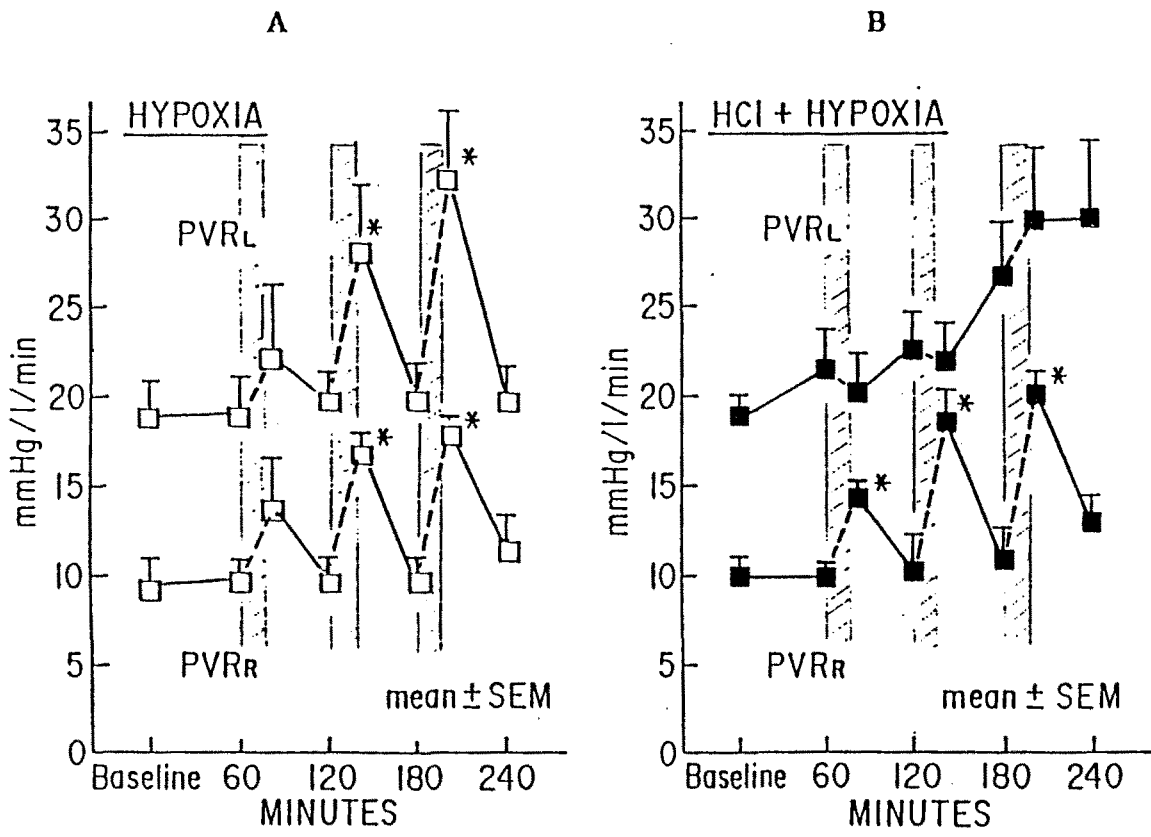 A
HYPOXIA
35
30
25
20
15
10
5
0
mmHg/l/min
PVRL
*
*
*
*
PVRR
mean ± SEM
Baseline 60 120 180 240
MINUTES
B
HCl + HYPOXIA
35
30
25
20
15
10
5
0
mmHg/l/min
PVRL
*
*
*
PVRR
mean ± SEM
Baseline 60 120 180 240
MINUTES